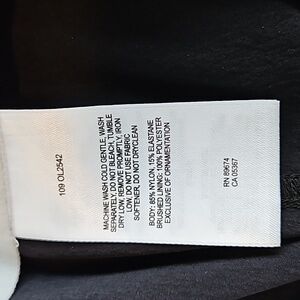 109 OL2542
MACHINE WASH COLD GENTLE, WASH
SEPARATELY, DO NOT BLEACH, TUMBLE
DRY LOW, REMOVE PROMPTLY, IRON
LOW, DO NOT USE FABRIC
SOFTENER, DO NOT DRYCLEAN
BODY: 85% NYLON, 15% ELASTANE
BRUSHED LINING: 100% POLYESTER
EXCLUSIVE OF ORNAMENTATION
RN 89674
CA 05367